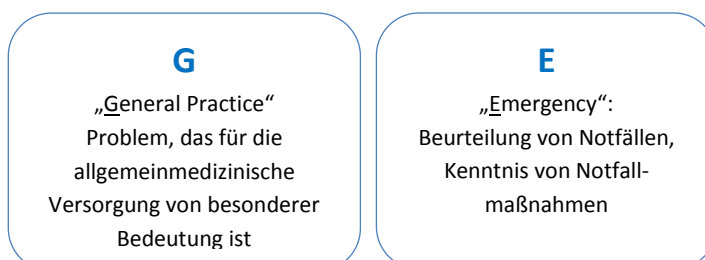 G
„General Practice“
Problem, das für die
allgemeinmedizinische
Versorgung von besonderer
Bedeutung ist
E
„Emergency“:
Beurteilung von Notfällen,
Kenntnis von Notfall-
maßnahmen